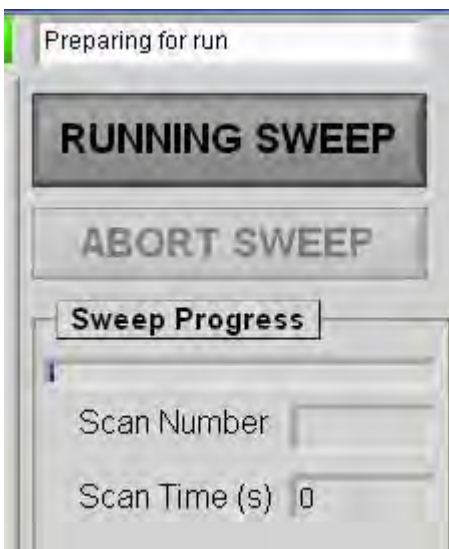 Preparing for run
RUNNING SWEEP
ABORT SWEEP
Sweep Progress
Scan Number
Scan Time (s) 0